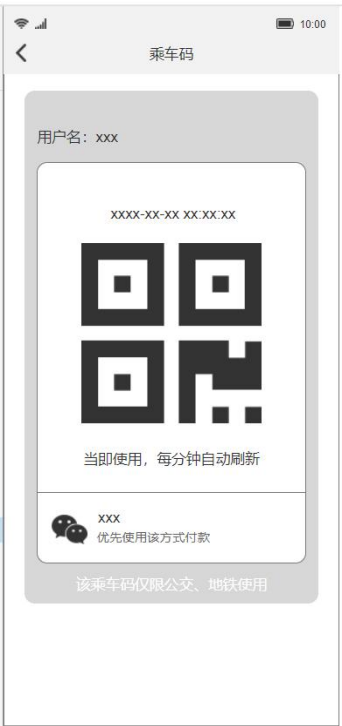 10:00
乘车码
用户名：xxx
xxxx-xx-xx xx:xx:xx
当即使用，每分钟自动刷新
xxx
优先使用该方式付款
该乘车码仅限公交、地铁使用